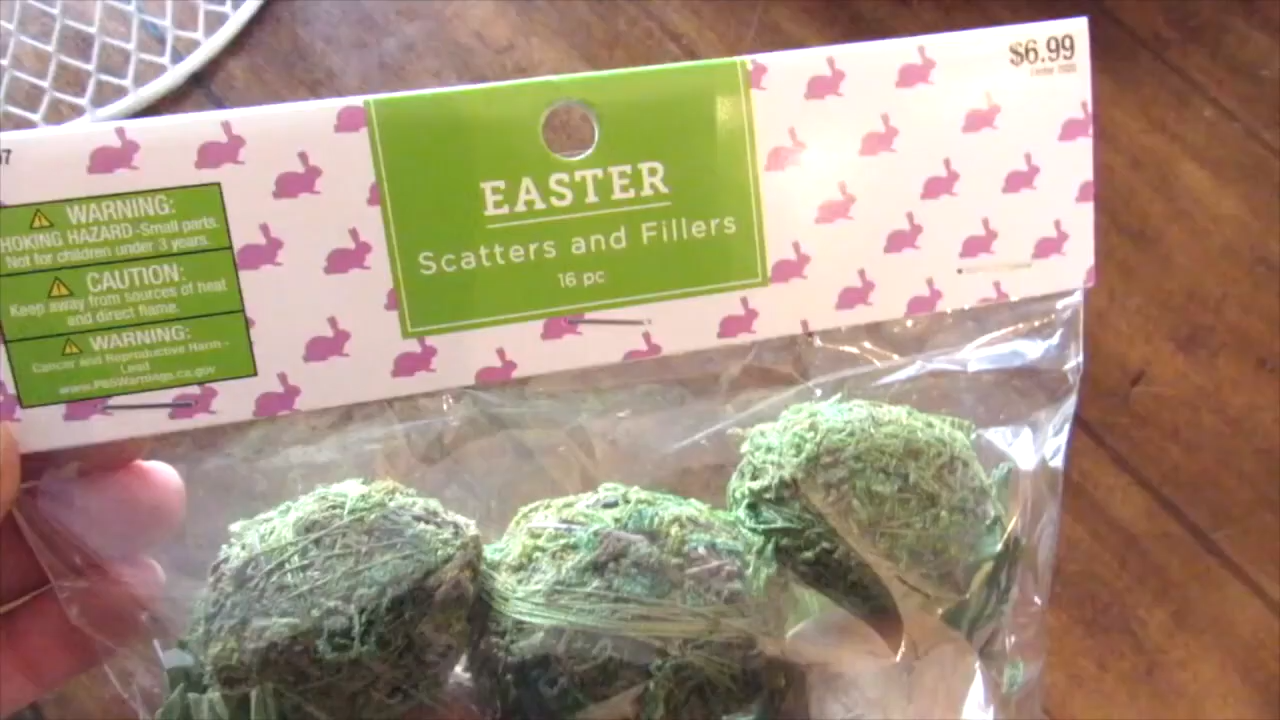 $6.99
EASTER
Scatters and Fillers
16 pc
WARNING:
HOKING HAZARD-Small parts.
Not for children under 3 years.
CAUTION:
Keep away from sources of heat
and direct flame.
WARNING:
Cancer and Reproductive Harm -
Lead
www.P65Warnings.ca.gov